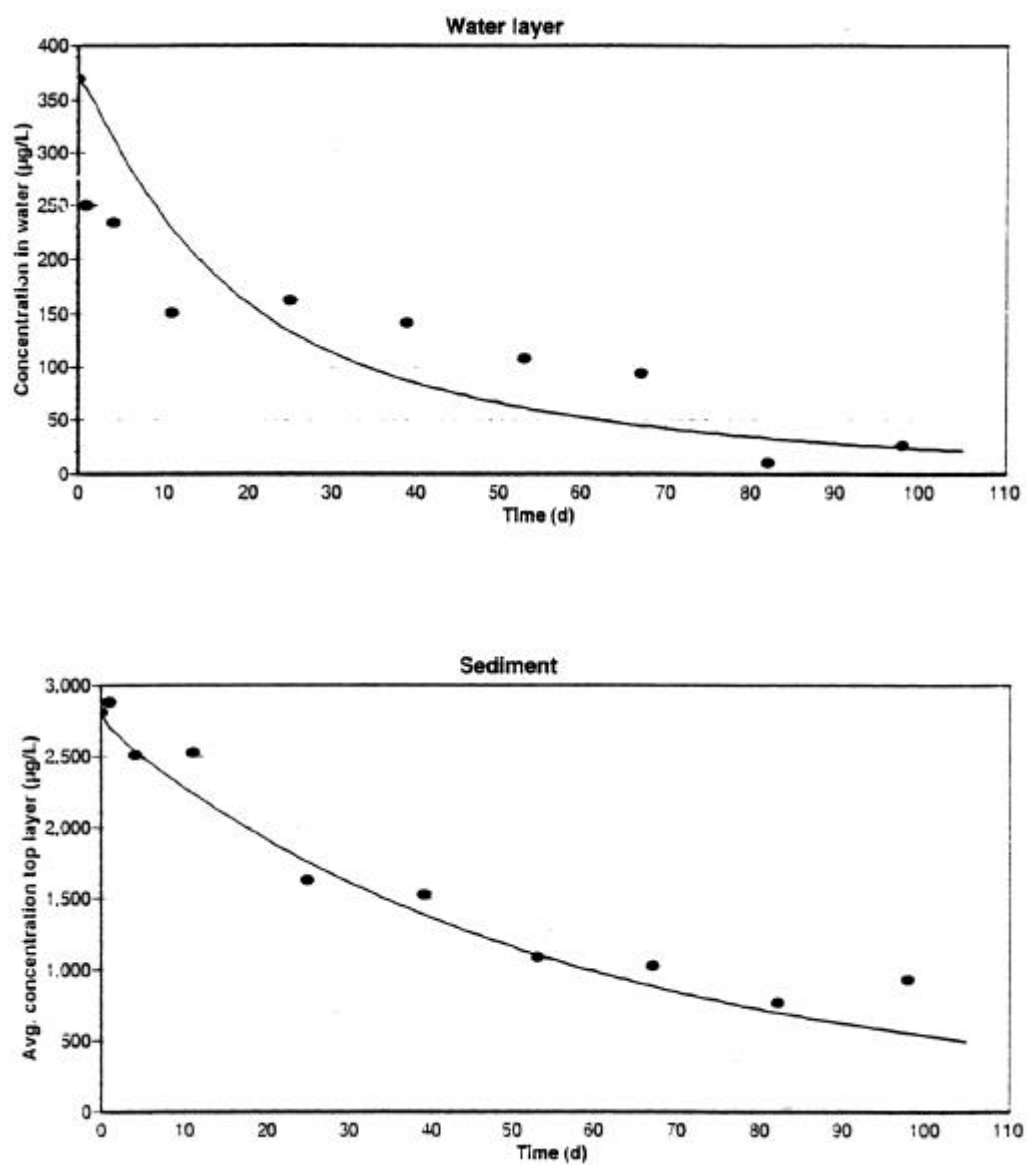 Water layer
Concentration in water (µg/L)
400
350
300
250
200
150
100
50
0
0 10 20 30 40 50 60 70 80 90 100 110
Time (d)
Sediment
Avg. concentration top layer (µg/L)
3.000
2,500
2,000
1,500
1,000
500
0
0 10 20 30 40 50 60 70 80 90 100 110
Time (d)